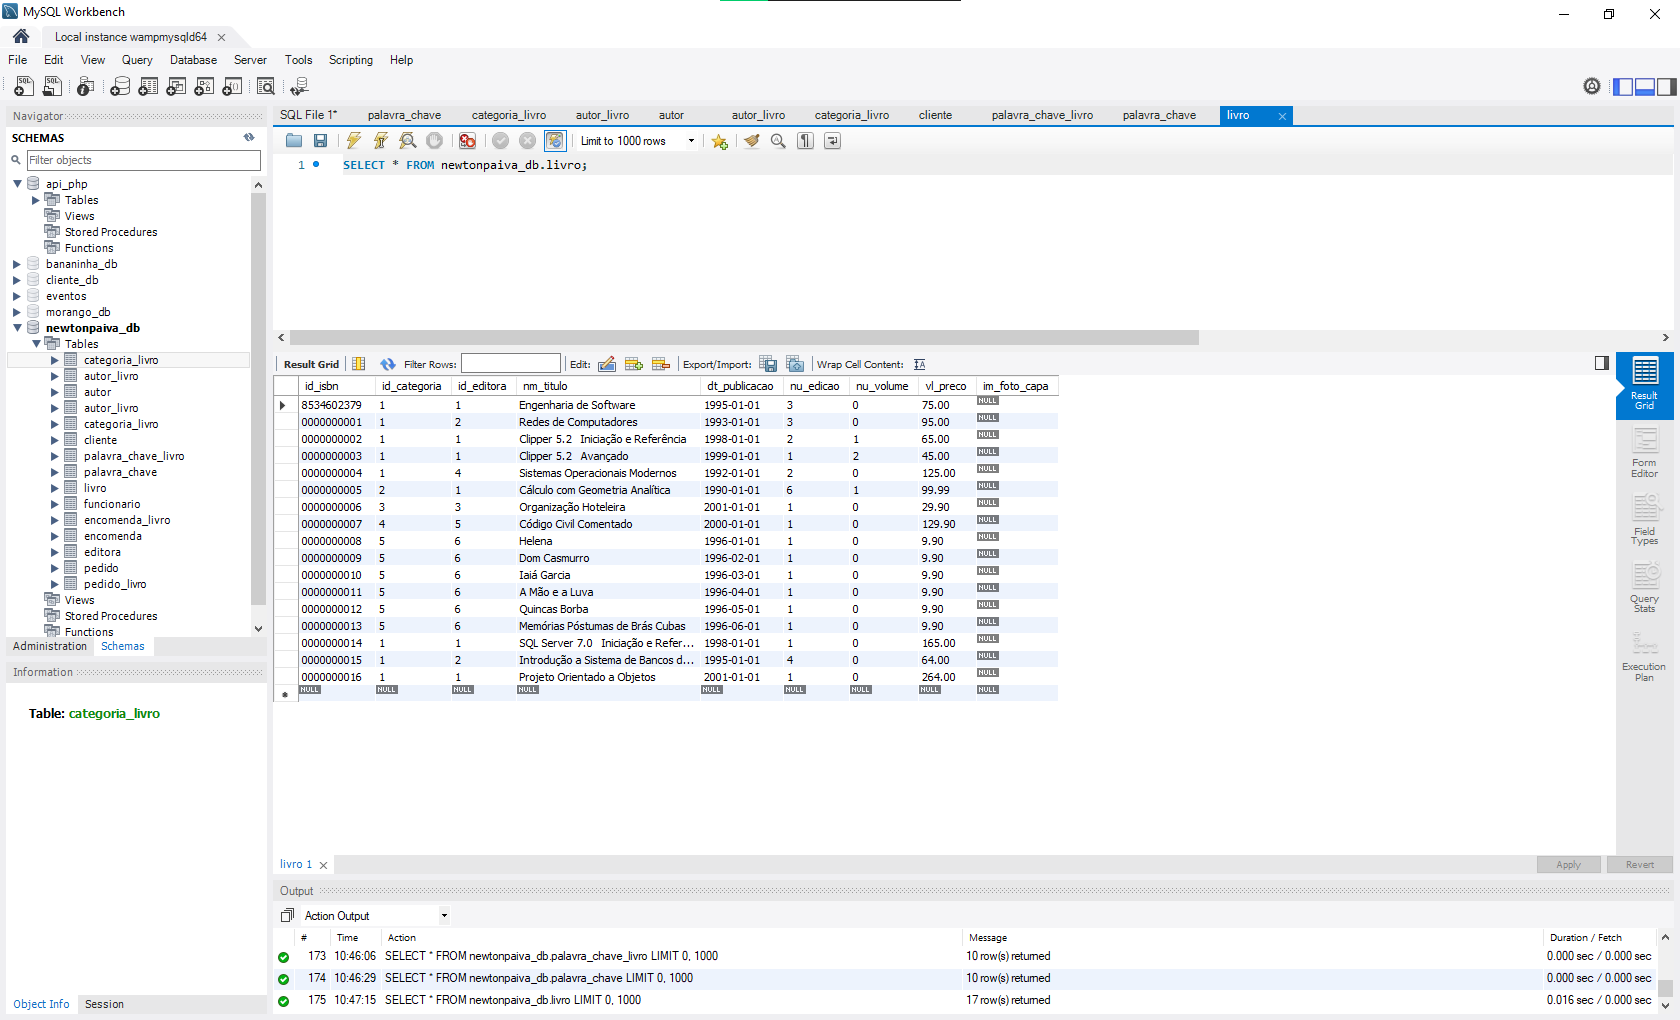 MySQL Workbench
Local instance wampmysqld64
File Edit View Query Database Server Tools Scripting Help
Navigator
SCHEMAS
Filter objects
api_php
Tables
Views
Stored Procedures
Functions
bananinha_db
cliente_db
eventos
morango_db
newtonpaiva_db
Tables
categoria_livro
autor_livro
autor
autor_livro
categoria_livro
cliente
palavra_chave_livro
palavra_chave
livro
funcionario
encomenda_livro
encomenda
editora
pedido
pedido_livro
Views
Stored Procedures
Functions
Administration Schemas
Information
Table: categoria_livro
Object Info Session
SQL File 1* palavra_chave categoria_livro autor_livro autor autor_livro categoria_livro cliente palavra_chave_livro palavra_chave livro
Limit to 1000 rows
1 SELECT * FROM newtonpaiva_db.livro;
Result Grid Filter Rows: Edit: Export/Import: Wrap Cell Content:
id_isbn id_categoria id_editora nm_titulo dt_publicacao nu_edicao nu_volume vl_preco im_foto_capa
8534602379 1 1 Engenharia de Software 1995-01-01 3 0 75.00 NULL
0000000001 1 2 Redes de Computadores 1993-01-01 3 0 95.00 NULL
0000000002 1 1 Clipper 5.2 Iniciação e Referência 1998-01-01 2 1 65.00 NULL
0000000003 1 1 Clipper 5.2 Avançado 1999-01-01 1 2 45.00 NULL
0000000004 1 4 Sistemas Operacionais Modernos 1992-01-01 2 0 125.00 NULL
0000000005 2 1 Cálculo com Geometria Analítica 1990-01-01 6 1 99.99 NULL
0000000006 3 3 Organização Hoteleira 2001-01-01 1 0 29.90 NULL
0000000007 4 5 Código Civil Comentado 2000-01-01 1 0 129.90 NULL
0000000008 5 6 Helena 1996-01-01 1 0 9.90 NULL
0000000009 5 6 Dom Casmurro 1996-02-01 1 0 9.90 NULL
0000000010 5 6 Iaiá Garcia 1996-03-01 1 0 9.90 NULL
0000000011 5 6 A Mão e a Luva 1996-04-01 1 0 9.90 NULL
0000000012 5 6 Quincas Borba 1996-05-01 1 0 9.90 NULL
0000000013 5 6 Memórias Póstumas de Brás Cubas 1996-06-01 1 0 9.90 NULL
0000000014 1 1 SQL Server 7.0 Iniciação e Refer... 1998-01-01 1 0 165.00 NULL
0000000015 1 2 Introdução a Sistema de Bancos d... 1995-01-01 4 0 64.00 NULL
0000000016 1 1 Projeto Orientado a Objetos 2001-01-01 1 0 264.00 NULL
NULL NULL NULL NULL NULL NULL NULL NULL NULL
Result Grid
Form Editor
Field Types
Query Stats
Execution Plan
livro 1
Apply Revert
Output
Action Output
# Time Action Message Duration / Fetch
173 10:46:06 SELECT * FROM newtonpaiva_db.palavra_chave_livro LIMIT 0, 1000 10 row(s) returned 0.000 sec / 0.000 sec
174 10:46:29 SELECT * FROM newtonpaiva_db.palavra_chave LIMIT 0, 1000 10 row(s) returned 0.000 sec / 0.000 sec
175 10:47:15 SELECT * FROM newtonpaiva_db.livro LIMIT 0, 1000 17 row(s) returned 0.016 sec / 0.000 sec